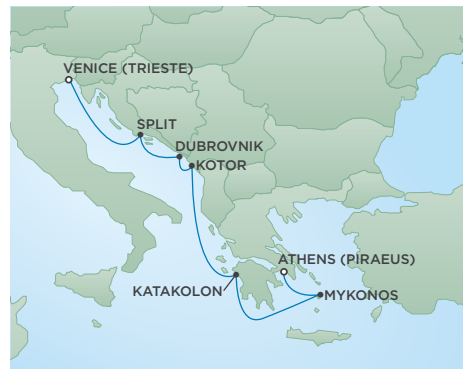 VENICE (TRIESTE)
SPLIT
DUBROVNIK
KOTOR
ATHENS (PIRAEUS)
KATAKOLON
MYKONOS